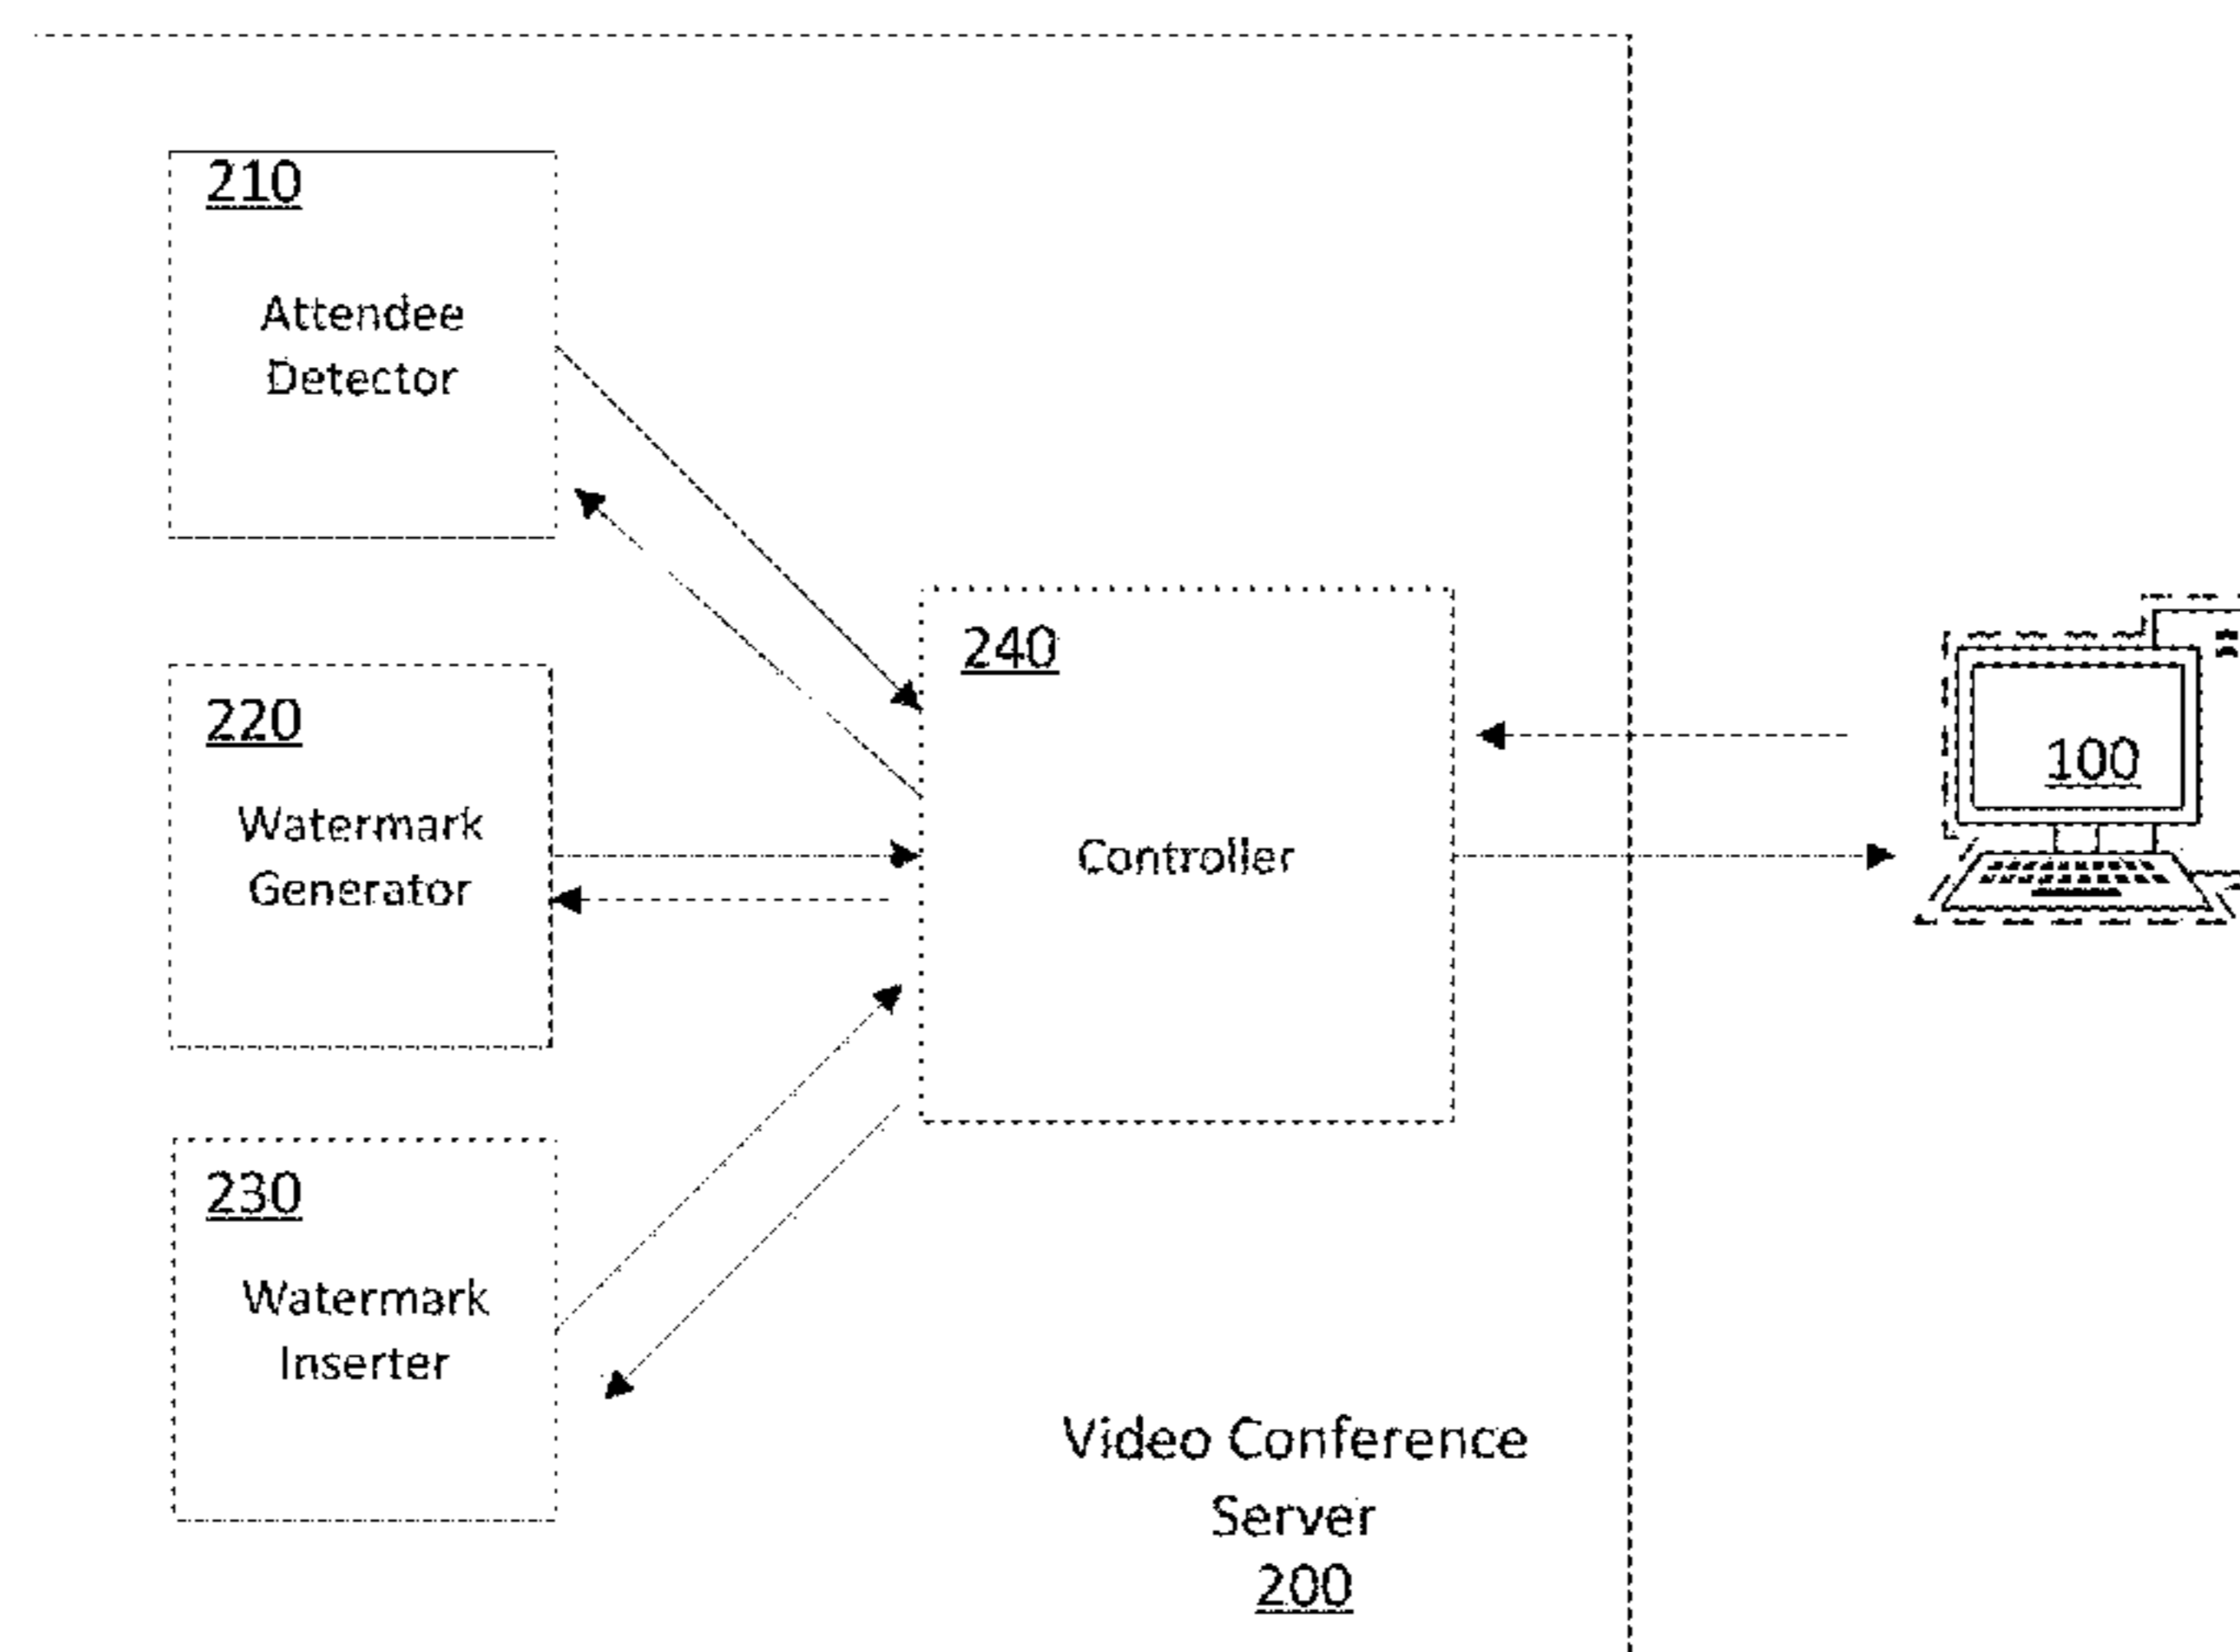 210
Attendee
Detector
220
Watermark
Generator
230
Watermark
Inserter
240
Controller
100
Video Conference
Server
200